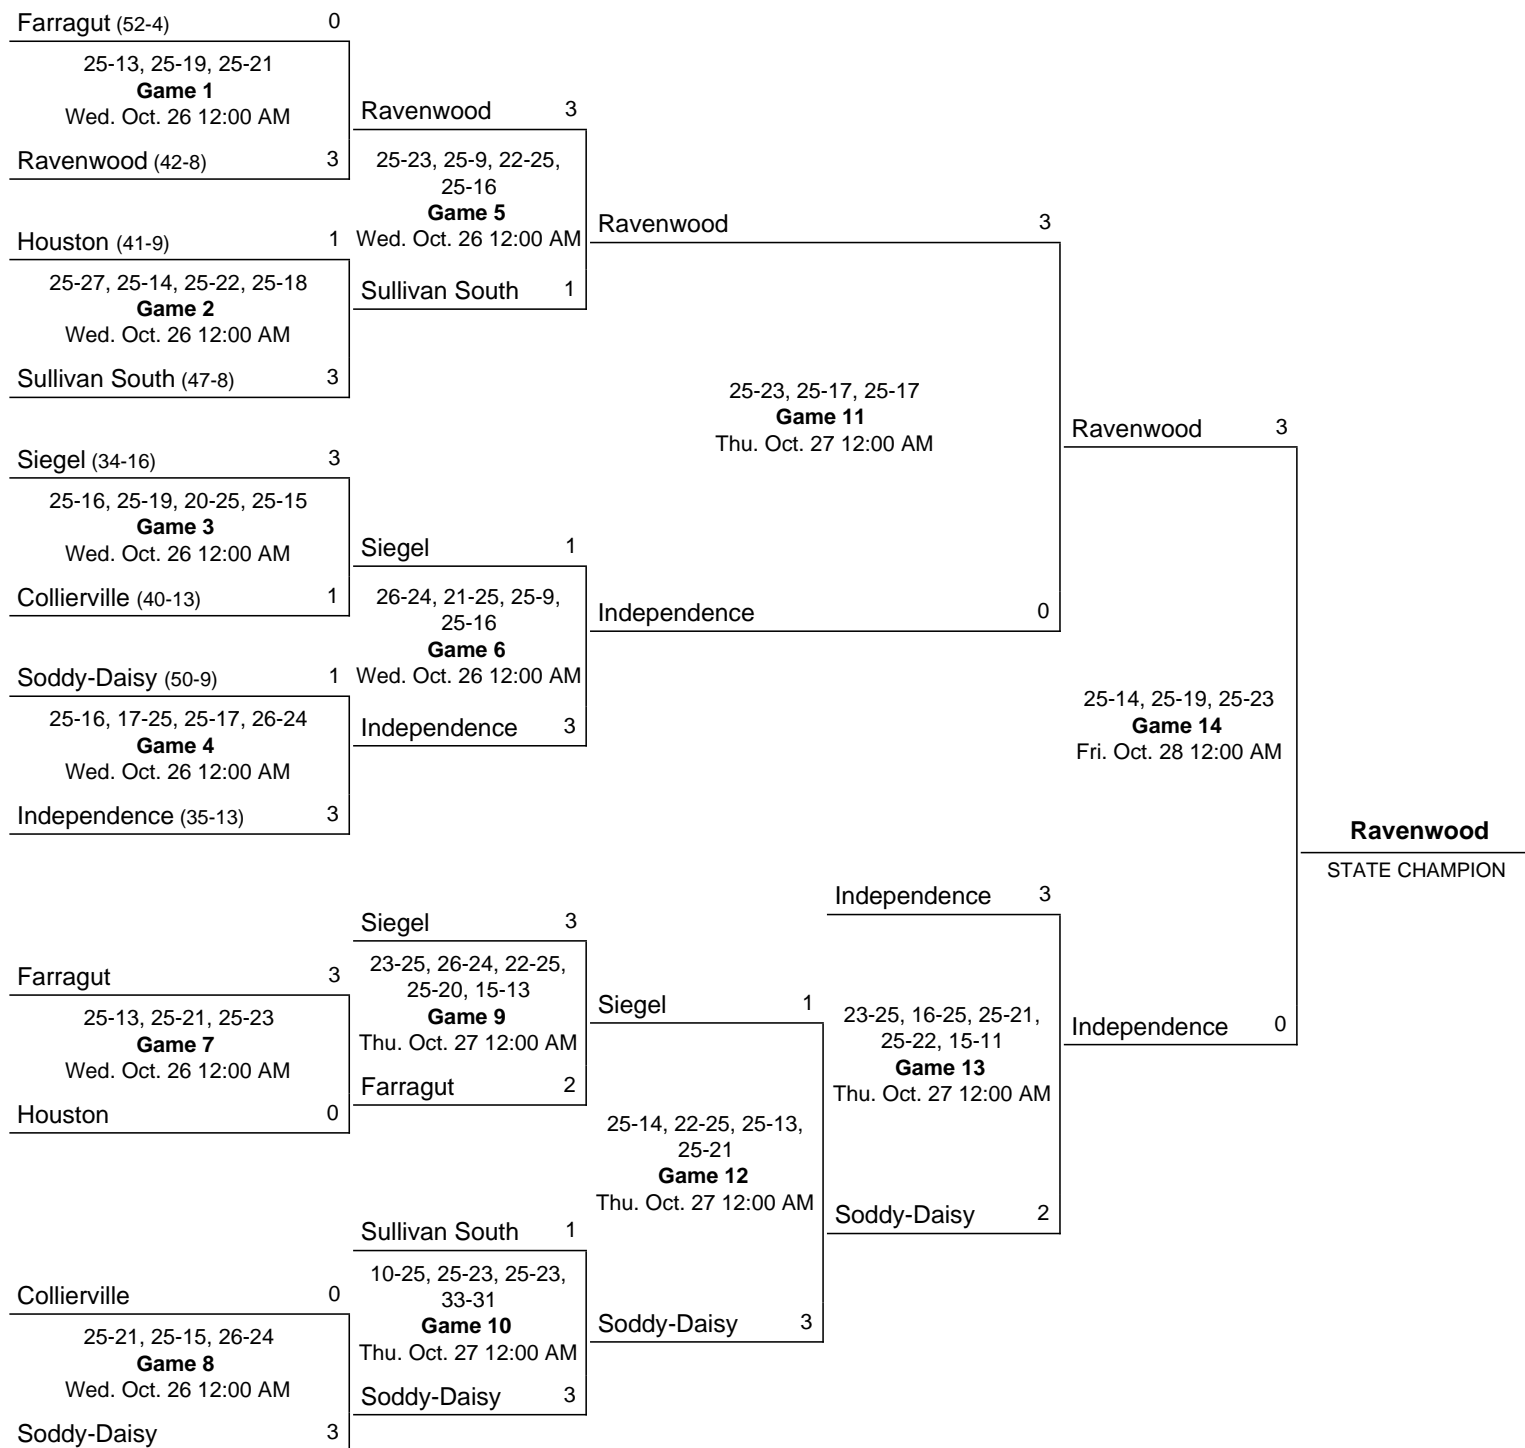 Farragut (52-4) 0
25-13, 25-19, 25-21
Game 1
Wed. Oct. 26 12:00 AM
Ravenwood (42-8) 3
Houston (41-9) 1
25-27, 25-14, 25-22, 25-18
Game 2
Wed. Oct. 26 12:00 AM
Sullivan South (47-8) 3
Siegel (34-16) 3
25-16, 25-19, 20-25, 25-15
Game 3
Wed. Oct. 26 12:00 AM
Collierville (40-13) 1
Soddy-Daisy (50-9) 1
25-16, 17-25, 25-17, 26-24
Game 4
Wed. Oct. 26 12:00 AM
Independence (35-13) 3
Ravenwood 3
25-23, 25-9, 22-25,
25-16
Game 5
Wed. Oct. 26 12:00 AM
Sullivan South 1
Siegel 1
26-24, 21-25, 25-9,
25-16
Game 6
Wed. Oct. 26 12:00 AM
Independence 3
Ravenwood 3
25-23, 25-17, 25-17
Game 11
Thu. Oct. 27 12:00 AM
Independence 0
Ravenwood 3
25-14, 25-19, 25-23
Game 14
Fri. Oct. 28 12:00 AM
Independence 0
Ravenwood
STATE CHAMPION
Farragut 3
25-13, 25-21, 25-23
Game 7
Wed. Oct. 26 12:00 AM
Houston 0
Collierville 0
25-21, 25-15, 26-24
Game 8
Wed. Oct. 26 12:00 AM
Soddy-Daisy 3
Siegel 3
23-25, 26-24, 22-25,
25-20, 15-13
Game 9
Thu. Oct. 27 12:00 AM
Farragut 2
Sullivan South 1
10-25, 25-23, 25-23,
33-31
Game 10
Thu. Oct. 27 12:00 AM
Soddy-Daisy 3
Siegel 1
25-14, 22-25, 25-13,
25-21
Game 12
Thu. Oct. 27 12:00 AM
Soddy-Daisy 3
Independence 3
23-25, 16-25, 25-21,
25-22, 15-11
Game 13
Thu. Oct. 27 12:00 AM
Soddy-Daisy 2